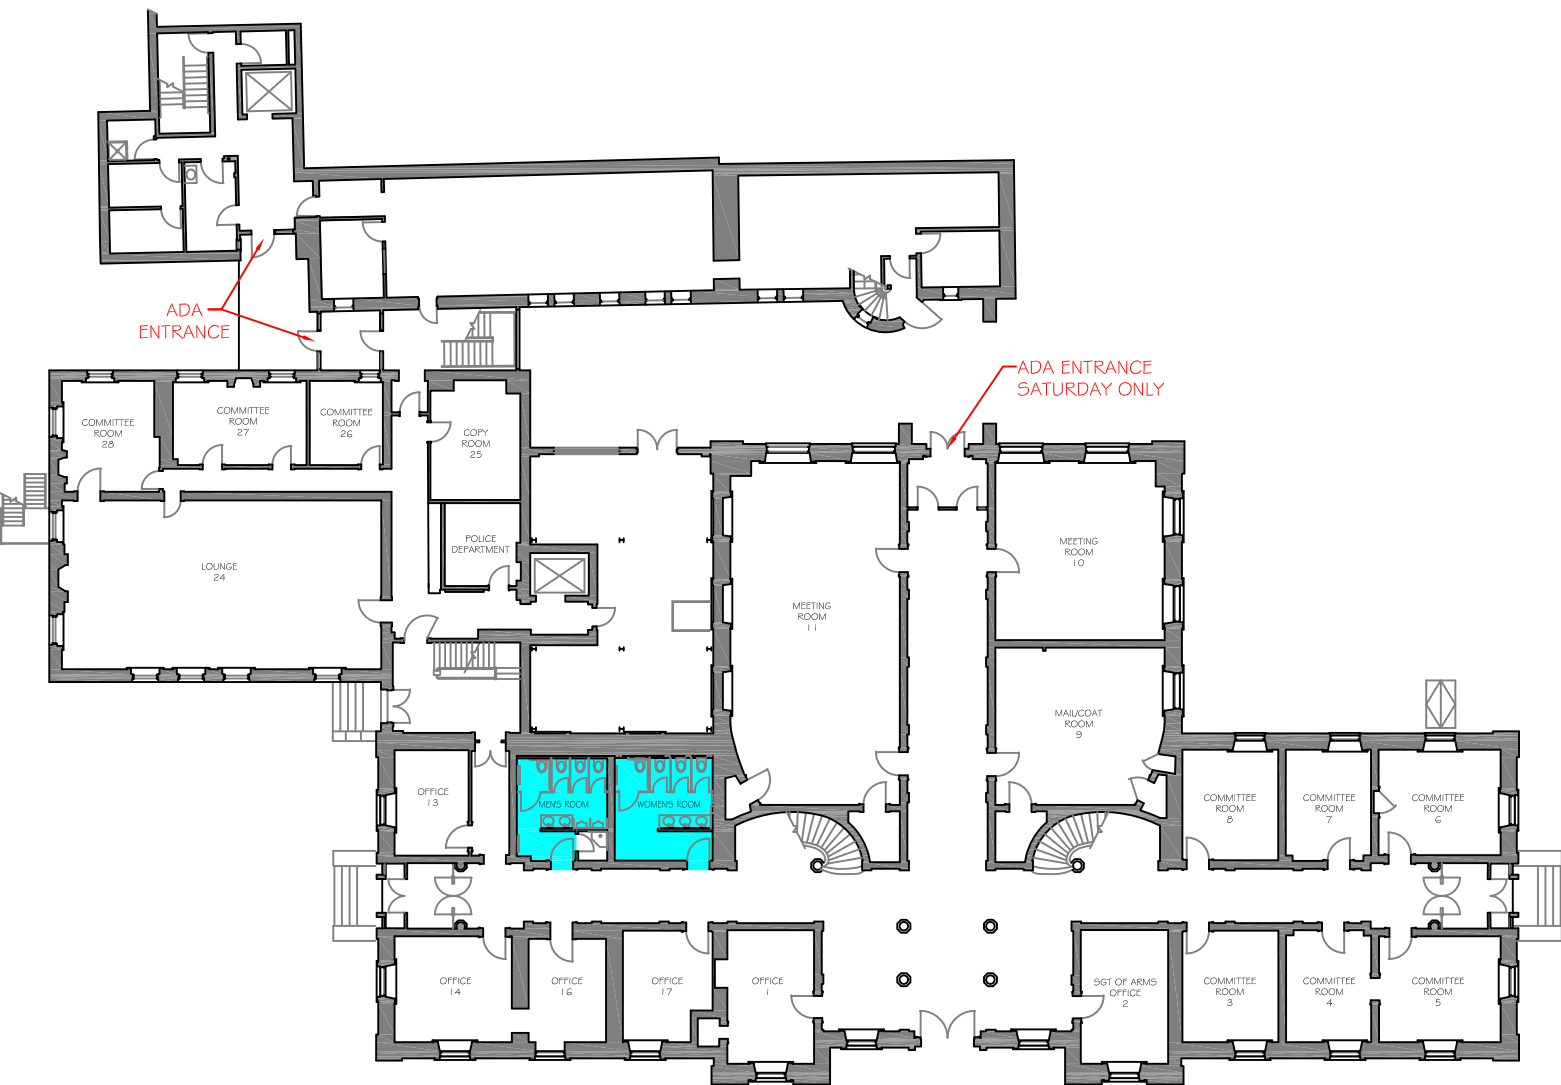 ADA
ENTRANCE
ADA ENTRANCE
SATURDAY ONLY
COMMITTEE
ROOM
28
COMMITTEE
ROOM
27
COMMITTEE
ROOM
26
COPY
ROOM
25
POLICE
DEPARTMENT
LOUNGE
24
MEETING
ROOM
11
MEETING
ROOM
10
MAIL/COAT
ROOM
9
OFFICE
13
MEN'S ROOM
WOMEN'S ROOM
COMMITTEE
ROOM
8
COMMITTEE
ROOM
7
COMMITTEE
ROOM
6
OFFICE
14
OFFICE
16
OFFICE
17
OFFICE
1
SGT OF ARMS
OFFICE
2
COMMITTEE
ROOM
3
COMMITTEE
ROOM
4
COMMITTEE
ROOM
5